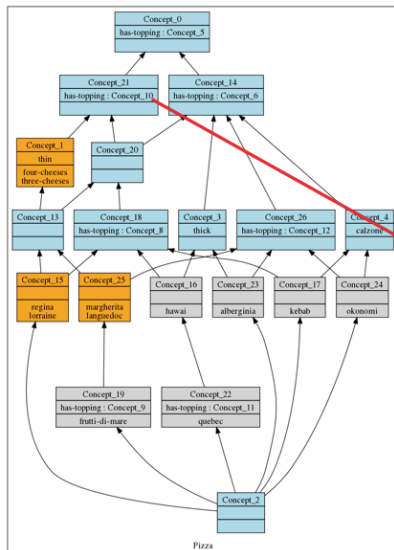 Concept_0
has-topping : Concept_5
Concept_21
has-topping : Concept_10
Concept_14
has-topping : Concept_6
Concept_1
thin
four-cheeses
three-cheeses
Concept_20
Concept_13
Concept_18
has-topping : Concept_8
Concept_3
thick
Concept_26
has-topping : Concept_12
Concept_4
calzone
Concept_15
regina
lorraine
Concept_25
margherita
languedoc
Concept_16
hawai
Concept_23
alberginia
Concept_17
kebab
Concept_24
okonomi
Concept_19
has-topping : Concept_9
frutti-di-mare
Concept_22
has-topping : Concept_11
quebec
Concept_2
Pizza